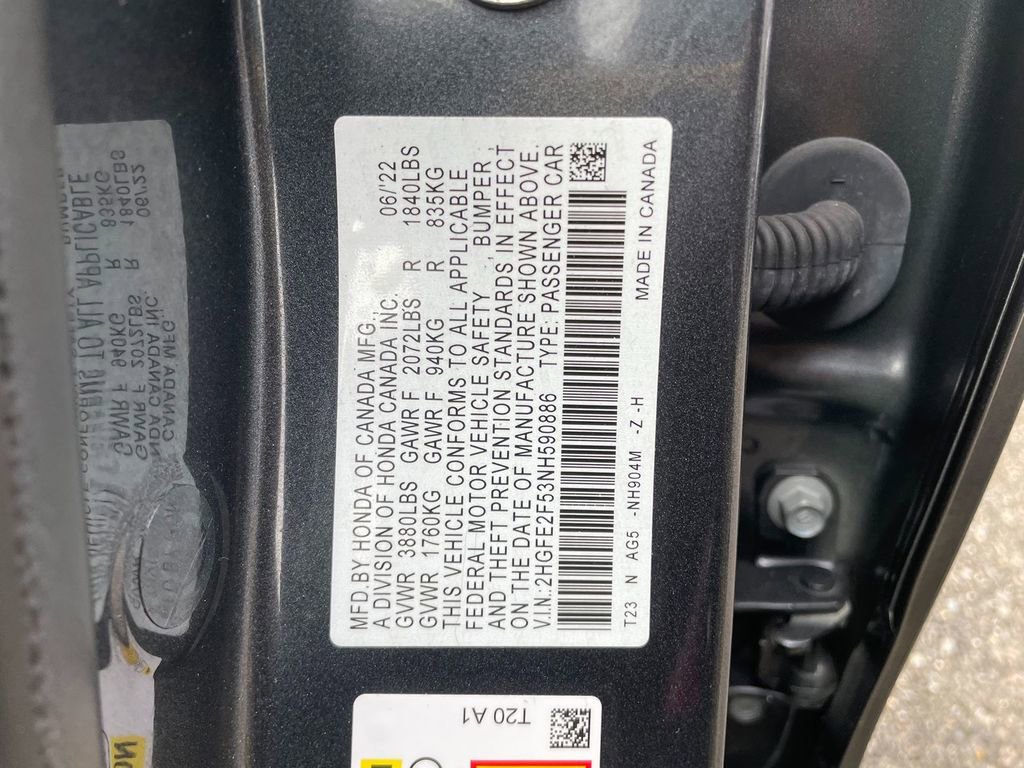 MFD. BY HONDA OF CANADA MFG., 06/'22
A DIVISION OF HONDA CANADA INC.
GVWR 3880LBS GAWR F 2072LBS R 1840LBS
GVWR 1760KG GAWR F 940KG R 835KG
THIS VEHICLE CONFORMS TO ALL APPLICABLE
FEDERAL MOTOR VEHICLE SAFETY , BUMPER ,
AND THEFT PREVENTION STANDARDS, IN EFFECT
ON THE DATE OF MANUFACTURE SHOWN ABOVE.
V.I.N.:2HGFE2F53NH590886 TYPE: PASSENGER CAR
T23 N AG5 -NH904M -Z -H MADE IN CANADA
T20 A1